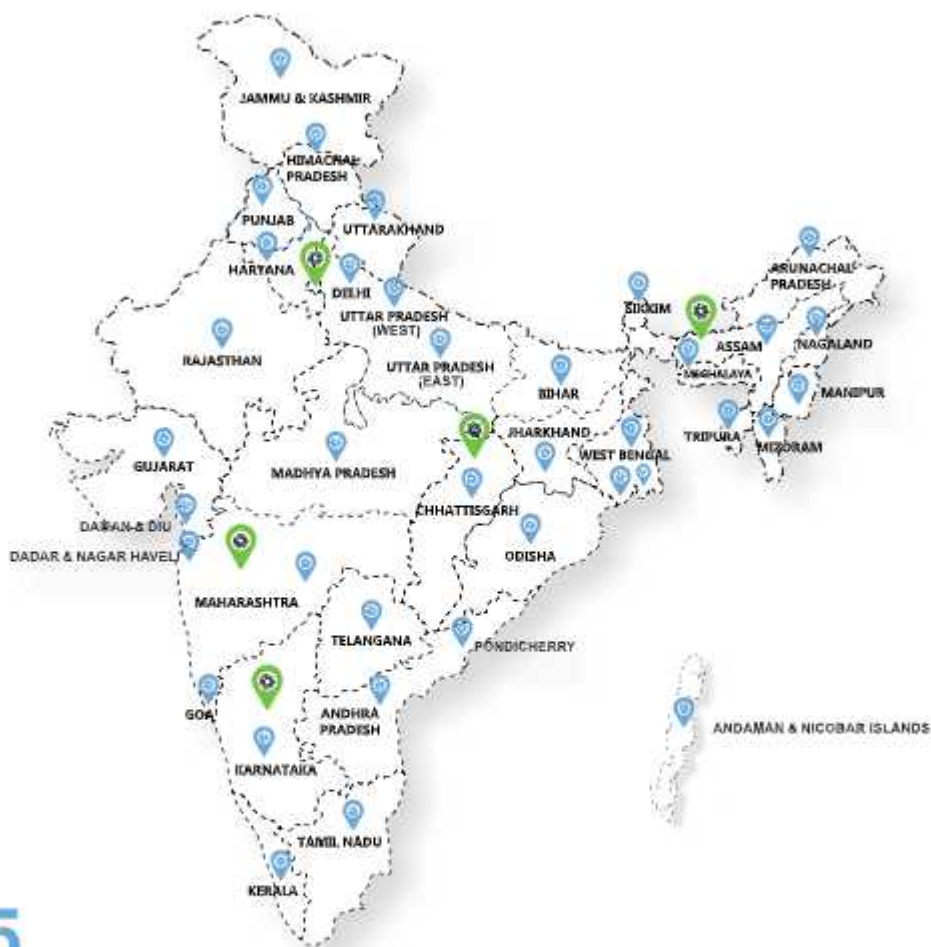 JAMMU & KASHMIR
HIMACHAL
PRADESH
PUNJAB
UTTARAKHAND
HARYANA
DELHI
UTTAR PRADESH
(WEST)
ARUNACHAL
PRADESH
SIKKIM
ASSAM
NAGALAND
RAJASTHAN
UTTAR PRADESH
(EAST)
BIHAR
MEGHALAYA
MANIPUR
JHARKHAND
TRIPURA
MIZORAM
GUJARAT
MADHYA PRADESH
WEST BENGAL
CHHATTISGARH
DAMAN & DIU
DADAR & NAGAR HAVELI
ODISHA
MAHARASHTRA
TELANGANA
PONDICHERRY
GOA
ANDHRA
PRADESH
ANDAMAN & NICOBAR ISLANDS
KARNATAKA
TAMIL NADU
KERALA